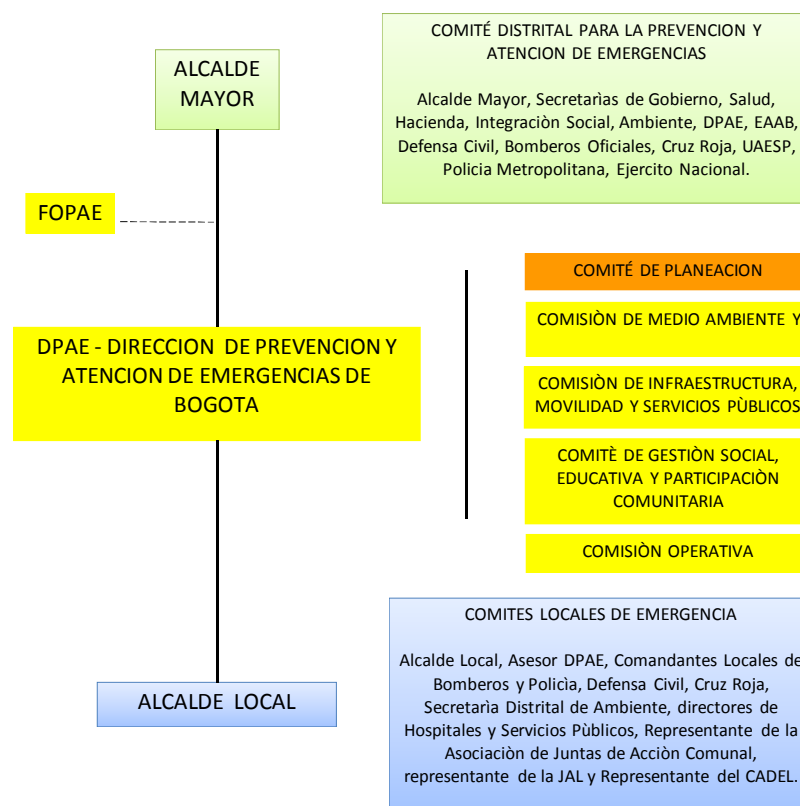 ALCALDE
MAYOR
COMITÉ DISTRITAL PARA LA PREVENCION Y
ATENCION DE EMERGENCIAS
Alcalde Mayor, Secretarìas de Gobierno, Salud,
Hacienda, Integraciòn Social, Ambiente, DPAE, EAAB,
Defensa Civil, Bomberos Oficiales, Cruz Roja, UAESP,
Policia Metropolitana, Ejercito Nacional.
FOPAE
DPAE - DIRECCION DE PREVENCION Y
ATENCION DE EMERGENCIAS DE
BOGOTA
COMITÉ DE PLANEACION
COMISIÒN DE MEDIO AMBIENTE Y
COMISIÒN DE INFRAESTRUCTURA,
MOVILIDAD Y SERVICIOS PÙBLICOS
COMITÈ DE GESTIÒN SOCIAL,
EDUCATIVA Y PARTICIPACIÒN
COMUNITARIA
COMISIÒN OPERATIVA
ALCALDE LOCAL
COMITES LOCALES DE EMERGENCIA
Alcalde Local, Asesor DPAE, Comandantes Locales de
Bomberos y Policìa, Defensa Civil, Cruz Roja,
Secretarìa Distrital de Ambiente, directores de
Hospitales y Servicios Pùblicos, Representante de la
Asociaciòn de Juntas de Acciòn Comunal,
representante de la JAL y Representante del CADEL.